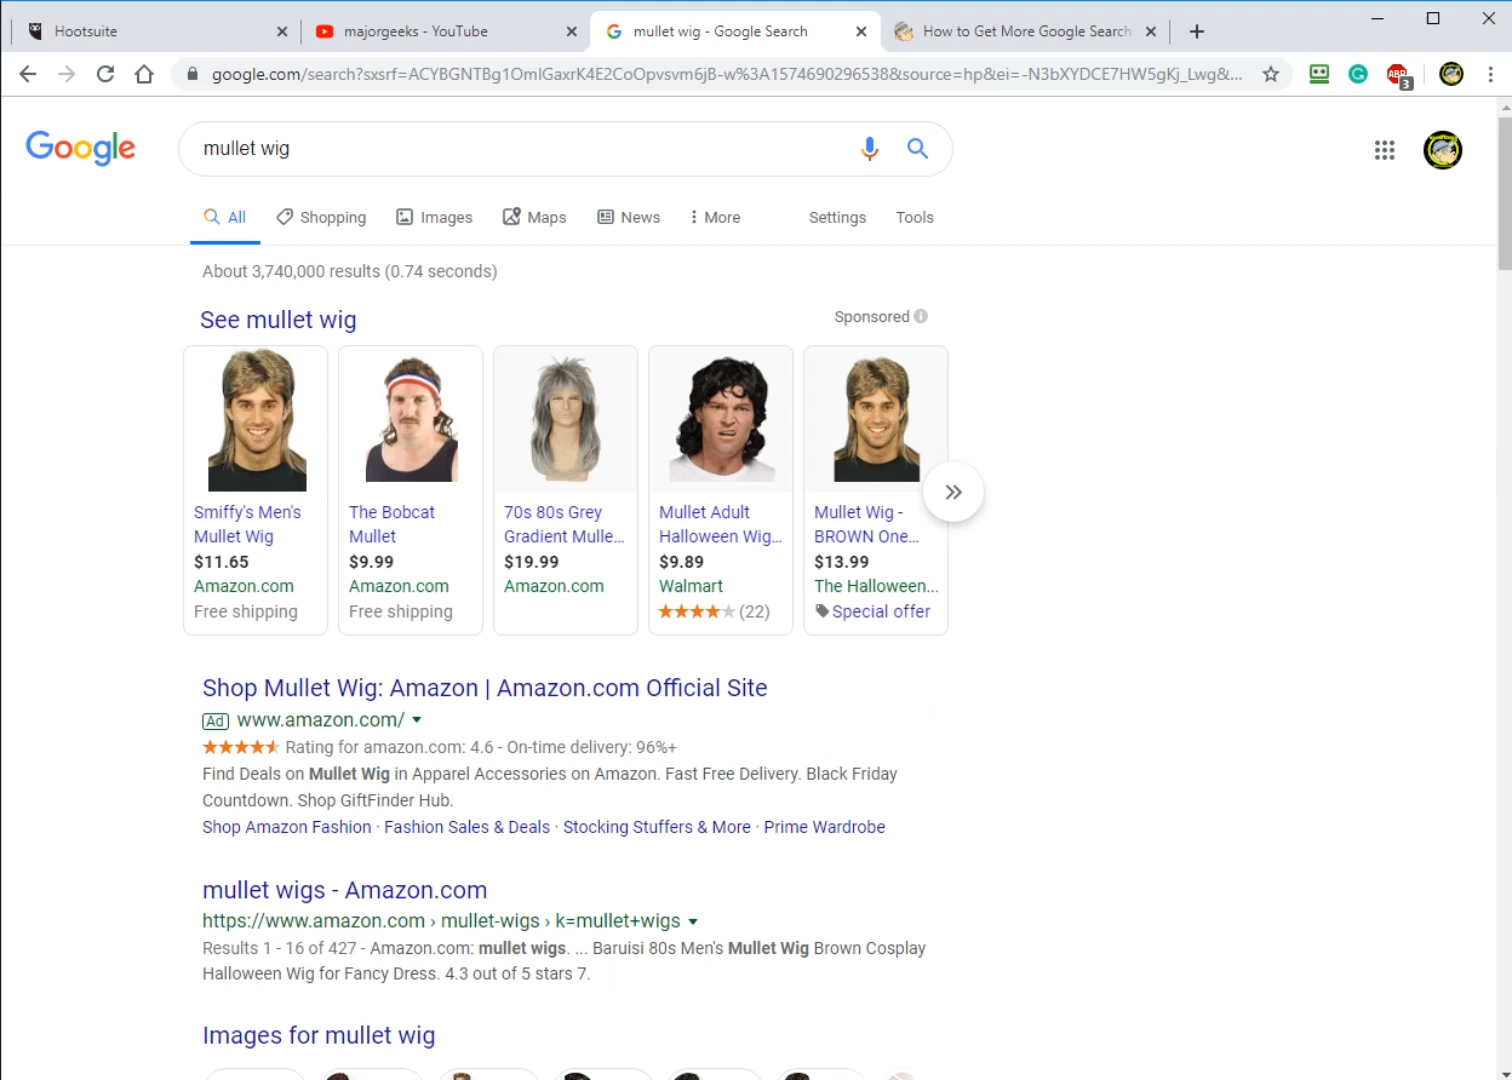 Hootsuite
majorgeeks - YouTube
mullet wig - Google Search
How to Get More Google Search
google.com/search?sxsrf=ACYBGNTBg1OmIGaxrK4E2CoOpvsvm6jB-w%3A1574690296538&source=hp&ei=-N3bXYDCE7HW5gKj_Lwg&...
ABP
3
Google
mullet wig
All
Shopping
Images
Maps
News
More
Settings
Tools
About 3,740,000 results (0.74 seconds)
See mullet wig
Sponsored
Smiffy's Men's
Mullet Wig
$11.65
Amazon.com
Free shipping
The Bobcat
Mullet
$9.99
Amazon.com
Free shipping
70s 80s Grey
Gradient Mulle...
$19.99
Amazon.com
Mullet Adult
Halloween Wig...
$9.89
Walmart
(22)
Mullet Wig -
BROWN One...
$13.99
The Halloween...
Special offer
Shop Mullet Wig: Amazon | Amazon.com Official Site
Ad www.amazon.com/
Rating for amazon.com: 4.6 - On-time delivery: 96%+
Find Deals on Mullet Wig in Apparel Accessories on Amazon. Fast Free Delivery. Black Friday
Countdown. Shop GiftFinder Hub.
Shop Amazon Fashion · Fashion Sales & Deals · Stocking Stuffers & More · Prime Wardrobe
mullet wigs - Amazon.com
https://www.amazon.com › mullet-wigs › k=mullet+wigs
Results 1 - 16 of 427 - Amazon.com: mullet wigs. ... Baruisi 80s Men's Mullet Wig Brown Cosplay
Halloween Wig for Fancy Dress. 4.3 out of 5 stars 7.
Images for mullet wig